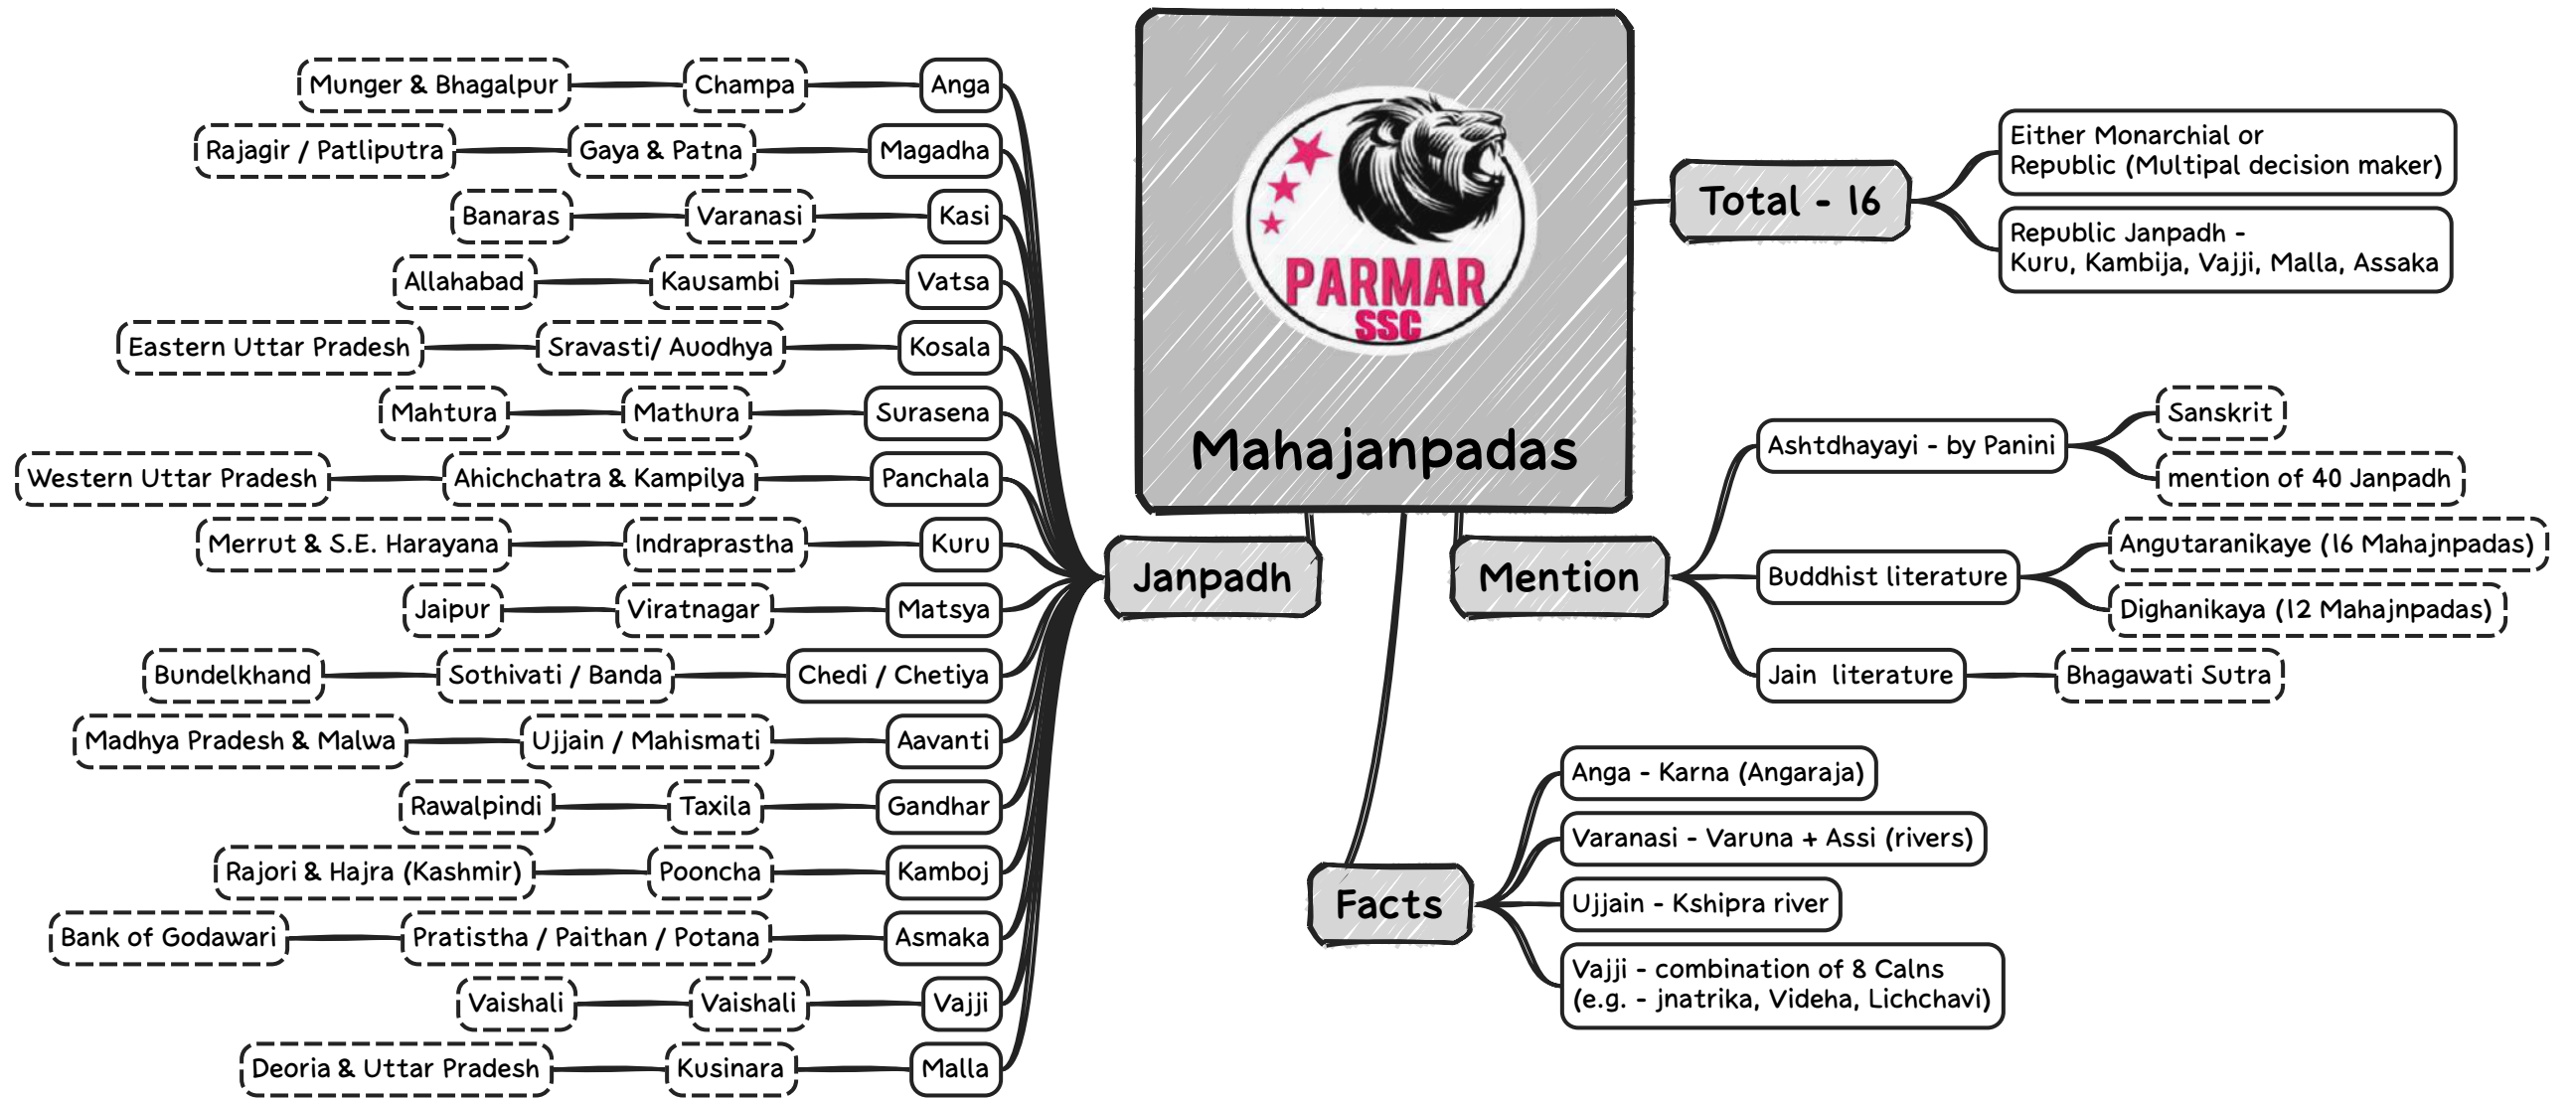 PARMAR
SSC
Mahajanpadas
Total - 16
Either Monarchial or
Republic (Multipal decision maker)
Republic Janpadh -
Kuru, Kambija, Vajji, Malla, Assaka
Mention
Ashtdhayayi - by Panini
Sanskrit
mention of 40 Janpadh
Buddhist literature
Angutaranikaye (16 Mahajnpadas)
Dighanikaya (12 Mahajnpadas)
Jain literature
Bhagawati Sutra
Facts
Anga - Karna (Angaraja)
Varanasi - Varuna + Assi (rivers)
Ujjain - Kshipra river
Vajji - combination of 8 Calns
(e.g. - jnatrika, Videha, Lichchavi)
Janpadh
Munger & Bhagalpur
Champa
Anga
Rajagir / Patliputra
Gaya & Patna
Magadha
Banaras
Varanasi
Kasi
Allahabad
Kausambi
Vatsa
Eastern Uttar Pradesh
Sravasti/ Auodhya
Kosala
Mahtura
Mathura
Surasena
Western Uttar Pradesh
Ahichchatra & Kampilya
Panchala
Merrut & S.E. Harayana
Indraprastha
Kuru
Jaipur
Viratnagar
Matsya
Bundelkhand
Sothivati / Banda
Chedi / Chetiya
Madhya Pradesh & Malwa
Ujjain / Mahismati
Aavanti
Rawalpindi
Taxila
Gandhar
Rajori & Hajra (Kashmir)
Pooncha
Kamboj
Bank of Godawari
Pratistha / Paithan / Potana
Asmaka
Vaishali
Vaishali
Vajji
Deoria & Uttar Pradesh
Kusinara
Malla